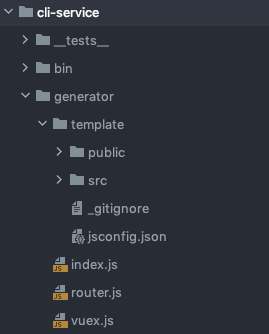 cli-service
__tests__
bin
generator
template
public
src
_gitignore
jsconfig.json
index.js
router.js
vuex.js